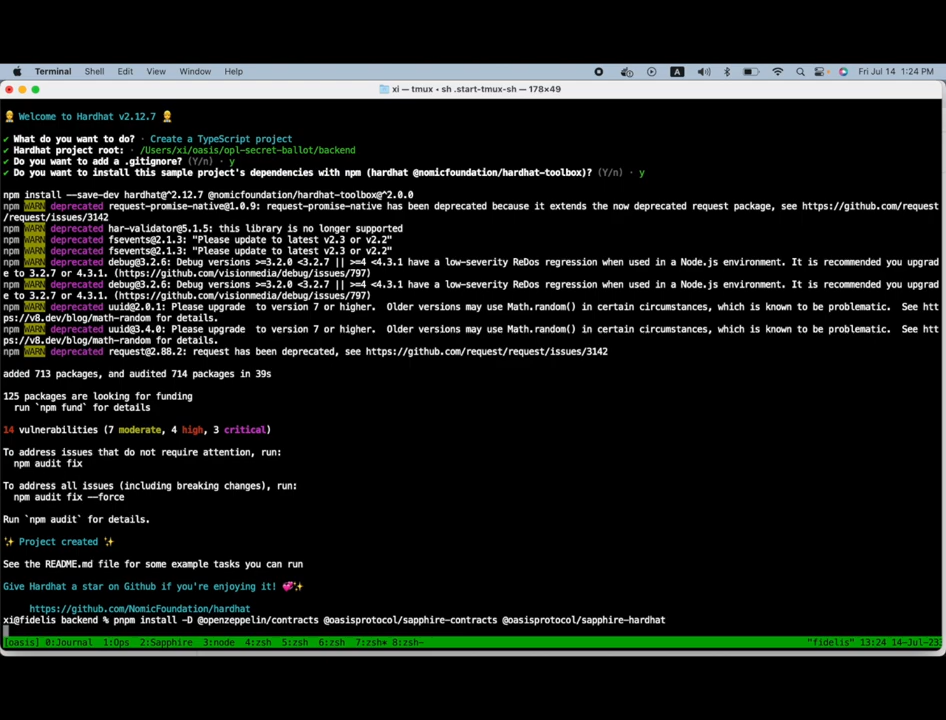 Terminal Shell Edit View Window Help A Fri Jul 14 1:24 PM
xi — tmux • sh .start-tmux-sh — 178×49
Welcome to Hardhat v2.12.7
✔ What do you want to do? · Create a TypeScript project
✔ Hardhat project root: · /Users/xi/oasis/opl-secret-ballot/backend
✔ Do you want to add a .gitignore? (Y/n) · y
✔ Do you want to install this sample project's dependencies with npm (hardhat @nomicfoundation/hardhat-toolbox)? (Y/n) · y
npm install --save-dev hardhat@^2.12.7 @nomicfoundation/hardhat-toolbox@^2.0.0
npm WARN deprecated request-promise-native@1.0.9: request-promise-native has been deprecated because it extends the now deprecated request package, see https://github.com/request
/request/issues/3142
npm WARN deprecated har-validator@5.1.5: this library is no longer supported
npm WARN deprecated fsevents@2.1.3: "Please update to latest v2.3 or v2.2"
npm WARN deprecated fsevents@2.1.3: "Please update to latest v2.3 or v2.2"
npm WARN deprecated debug@3.2.6: Debug versions >=3.2.0 <3.2.7 || >=4 <4.3.1 have a low-severity ReDos regression when used in a Node.js environment. It is recommended you upgrad
e to 3.2.7 or 4.3.1. (https://github.com/visionmedia/debug/issues/797)
npm WARN deprecated debug@3.2.6: Debug versions >=3.2.0 <3.2.7 || >=4 <4.3.1 have a low-severity ReDos regression when used in a Node.js environment. It is recommended you upgrad
e to 3.2.7 or 4.3.1. (https://github.com/visionmedia/debug/issues/797)
npm WARN deprecated uuid@2.0.1: Please upgrade  to version 7 or higher.  Older versions may use Math.random() in certain circumstances, which is known to be problematic.  See htt
ps://v8.dev/blog/math-random for details.
npm WARN deprecated uuid@3.4.0: Please upgrade  to version 7 or higher.  Older versions may use Math.random() in certain circumstances, which is known to be problematic.  See htt
ps://v8.dev/blog/math-random for details.
npm WARN deprecated request@2.88.2: request has been deprecated, see https://github.com/request/request/issues/3142
added 713 packages, and audited 714 packages in 39s
125 packages are looking for funding
run `npm fund` for details
14 vulnerabilities (7 moderate, 4 high, 3 critical)
To address issues that do not require attention, run:
npm audit fix
To address all issues (including breaking changes), run:
npm audit fix --force
Run `npm audit` for details.
✨ Project created ✨
See the README.md file for some example tasks you can run
Give Hardhat a star on Github if you're enjoying it! 💞✨
https://github.com/NomicFoundation/hardhat
xi@fidelis backend % pnpm install -D @openzeppelin/contracts @oasisprotocol/sapphire-contracts @oasisprotocol/sapphire-hardhat
[oasis] 0:Journal  1:Ops  2:Sapphire  3:node  4:zsh  5:zsh  6:zsh  7:zsh* 8:zsh- "fidelis" 13:24 14-Jul-23